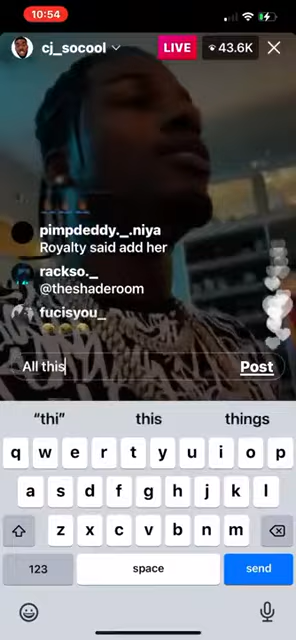 10:54
cj_socool
LIVE
43.6K
pimpdeddy._.niya
Royalty said add her
rackso._
@theshaderoom
fucisyou_
All this
Post
“thi”
this
things
q w e r t y u i o p
a s d f g h j k l
z x c v b n m
123
space
send